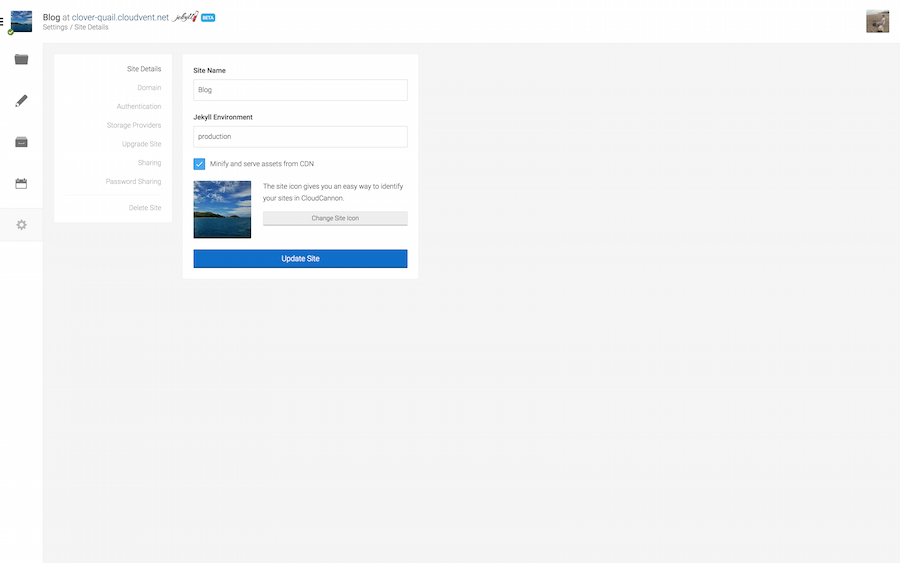 Blog at clover-quail.cloudvent.net jekyll BETA
Settings / Site Details
Site Details
Domain
Authentication
Storage Providers
Upgrade Site
Sharing
Password Sharing
Delete Site
Site Name
Blog
Jekyll Environment
production
Minify and serve assets from CDN
The site icon gives you an easy way to identify
your sites in CloudCannon.
Change Site Icon
Update Site